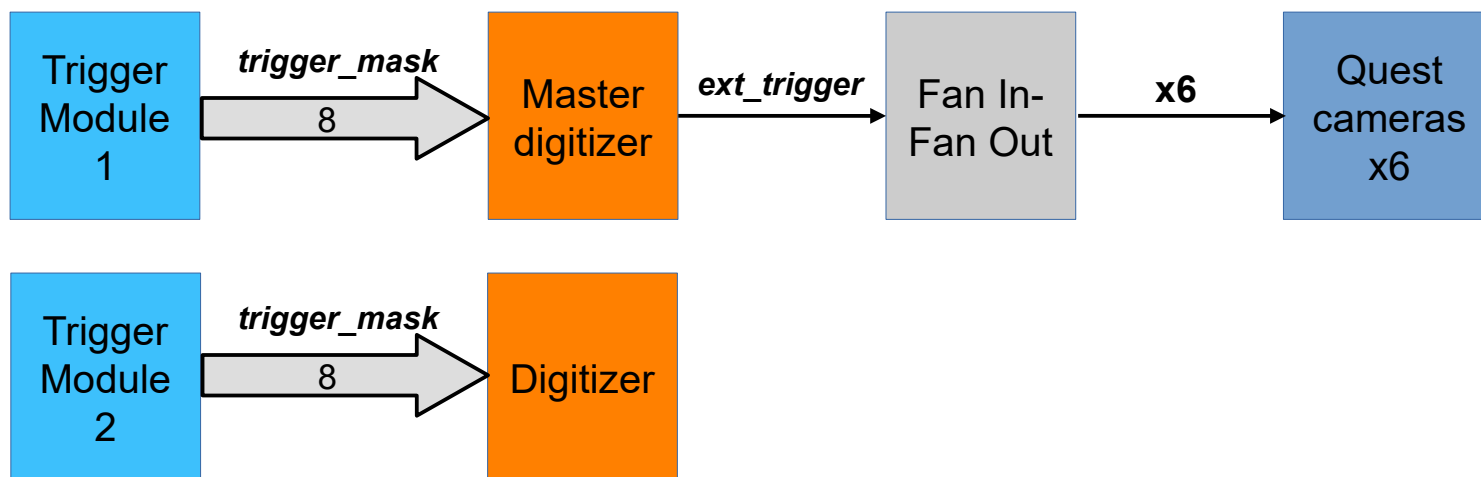 Trigger
Module
1
trigger_mask
8
Master
digitizer
ext_trigger
Fan In-
Fan Out
x6
Quest
cameras
x6
Trigger
Module
2
trigger_mask
8
Digitizer